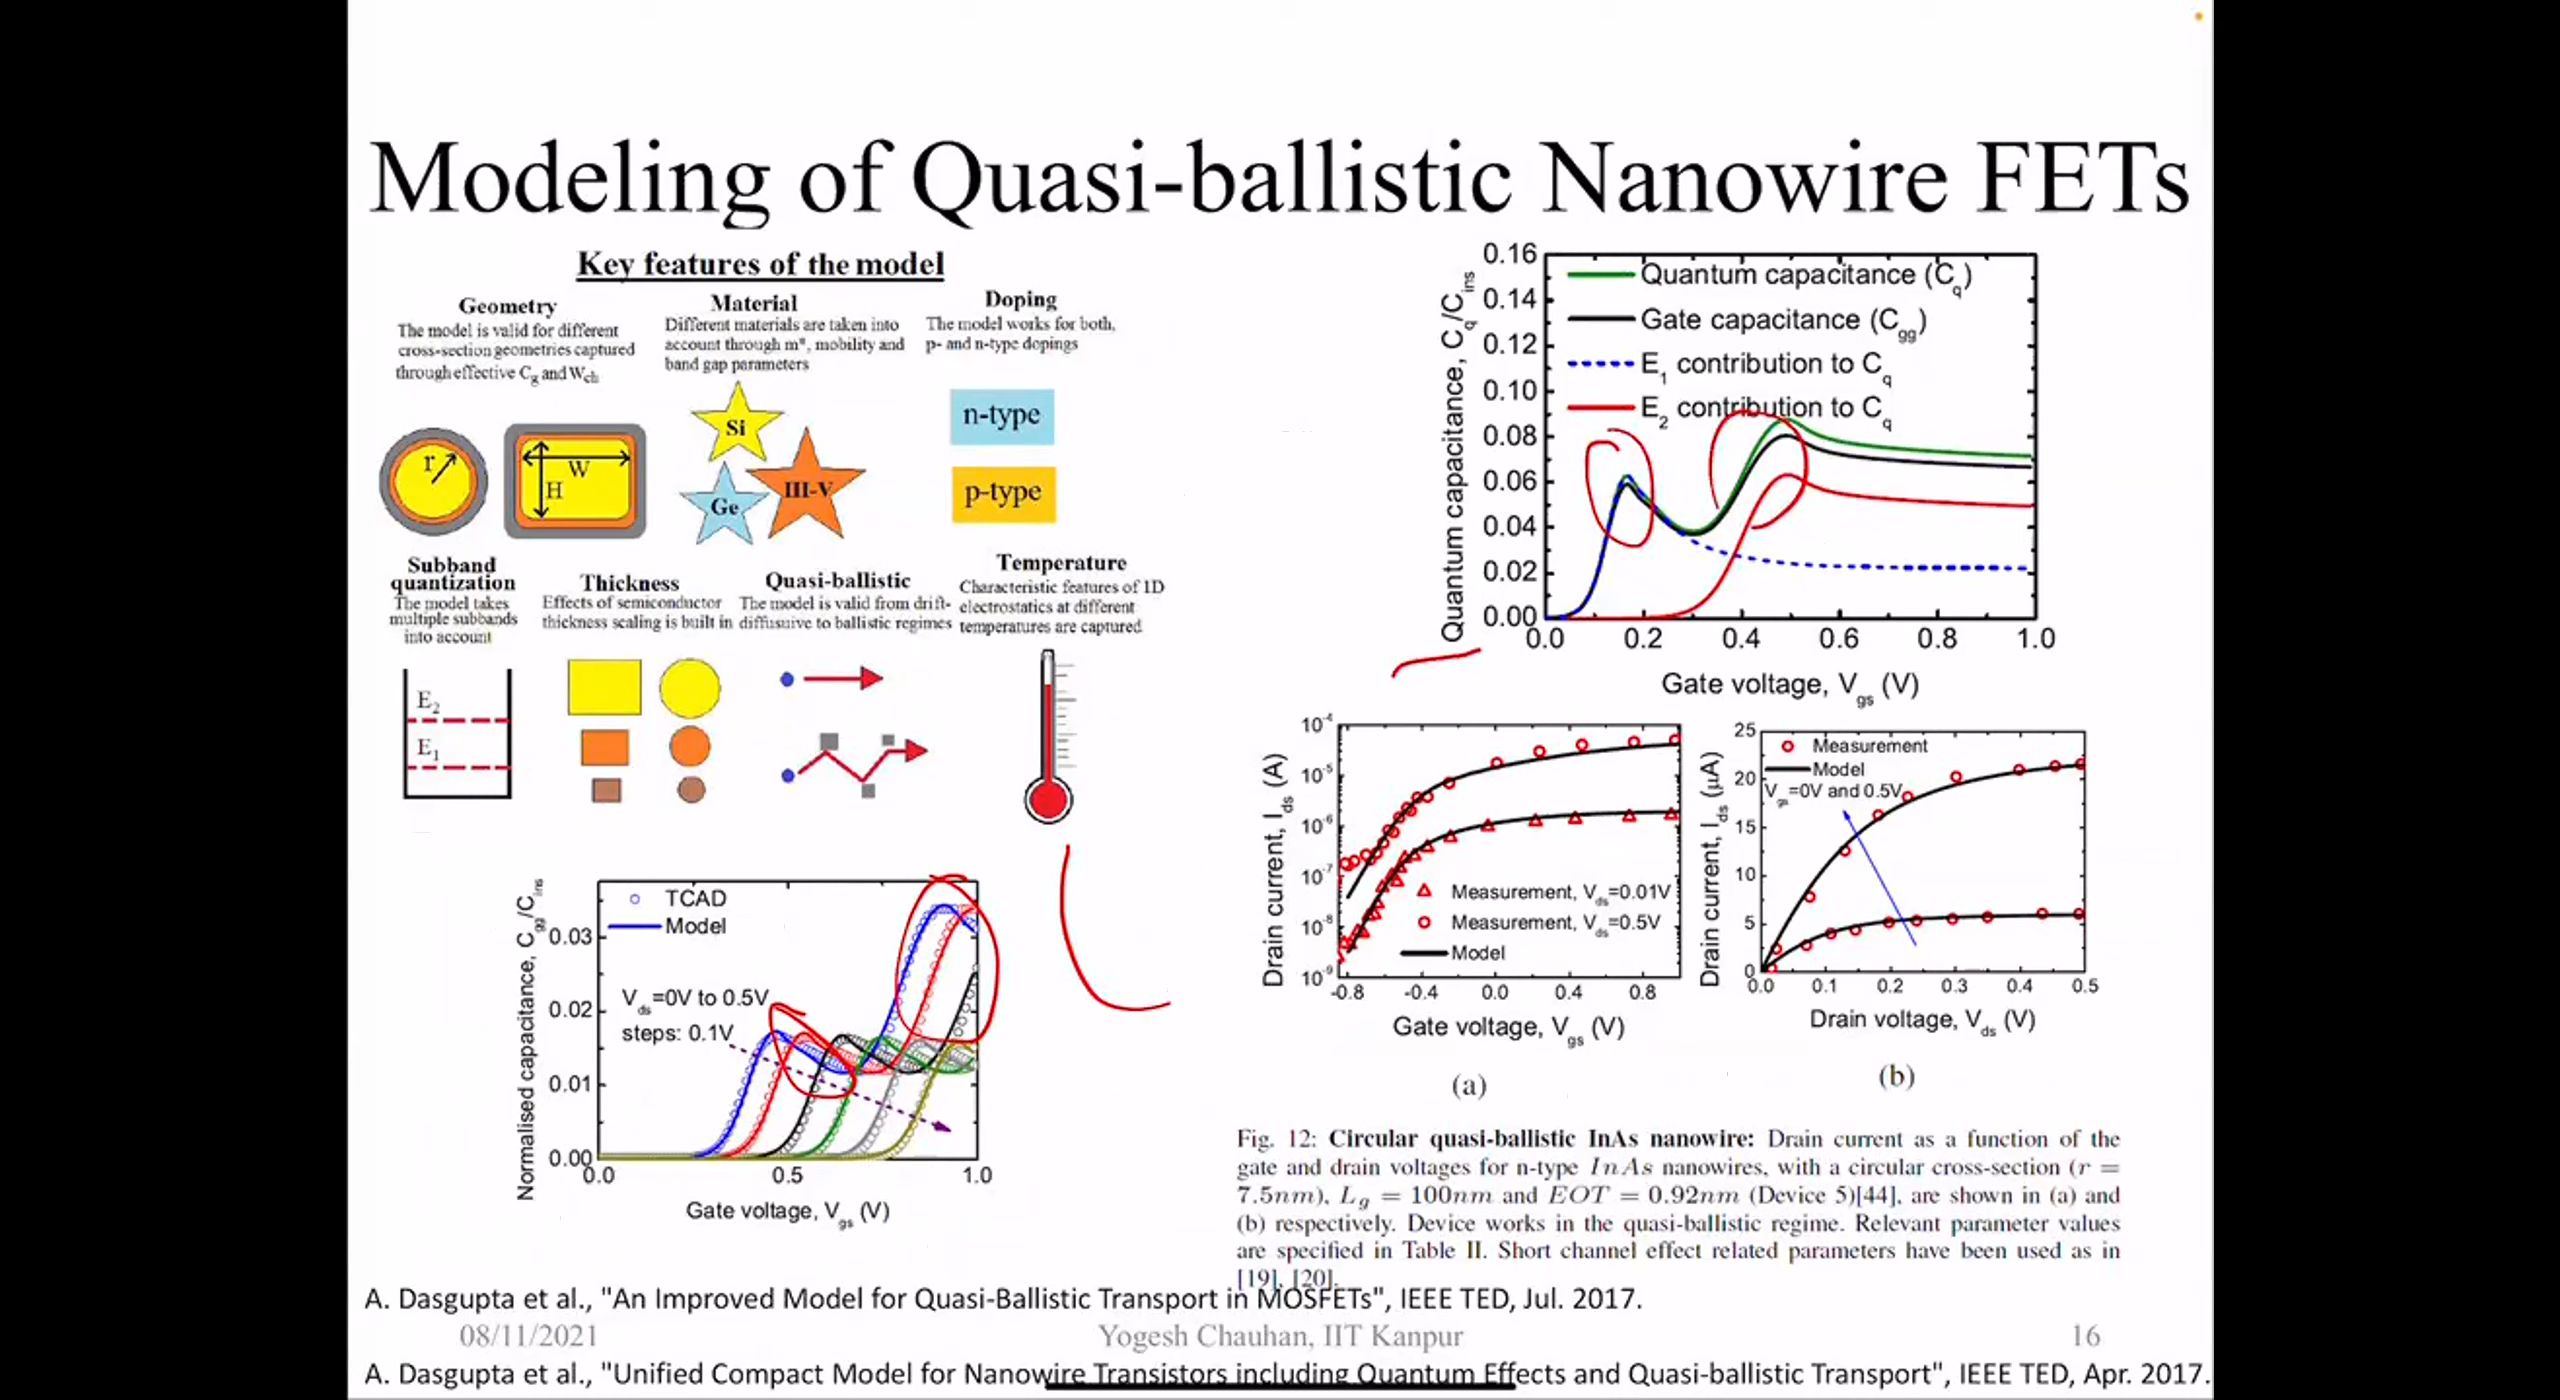 Modeling of Quasi-ballistic Nanowire FETs
Key features of the model
Geometry
The model is valid for different
cross-section geometries captured
through effective Cg and Wch
Material
Different materials are taken into
account through m*, mobility and
band gap parameters
Doping
The model works for both,
p- and n-type dopings
r
W
H
Si
Ge
III-V
n-type
p-type
Subband
quantization
The model takes
multiple subbands
into account
Thickness
Effects of semiconductor
thickness scaling is built in
Quasi-ballistic
The model is valid from drift-
diffusuive to ballistic regimes
Temperature
Characteristic features of 1D
electrostatics at different
temperatures are captured
E2
E1
Quantum capacitance, Cq/Cins
0.16
0.14
0.12
0.10
0.08
0.06
0.04
0.02
0.00
Quantum capacitance (Cq)
Gate capacitance (Cgg)
E1 contribution to Cq
E2 contribution to Cq
0.0 0.2 0.4 0.6 0.8 1.0
Gate voltage, Vgs (V)
Normalised capacitance, Cgg/Cins
0.03
0.02
0.01
0.00
TCAD
Model
Vds=0V to 0.5V
steps: 0.1V
0.0 0.5 1.0
Gate voltage, Vgs (V)
Drain current, Ids (A)
10-4
10-5
10-6
10-7
10-8
10-9
Measurement, Vds=0.01V
Measurement, Vds=0.5V
Model
-0.8 -0.4 0.0 0.4 0.8
Gate voltage, Vgs (V)
(a)
Drain current, Ids (μA)
25
20
15
10
5
0
Measurement
Model
Vgs=0V and 0.5V
0.0 0.1 0.2 0.3 0.4 0.5
Drain voltage, Vds (V)
(b)
Fig. 12: Circular quasi-ballistic InAs nanowire: Drain current as a function of the
gate and drain voltages for n-type InAs nanowires, with a circular cross-section (r =
7.5nm), Lg = 100nm and EOT = 0.92nm (Device 5)[44], are shown in (a) and
(b) respectively. Device works in the quasi-ballistic regime. Relevant parameter values
are specified in Table II. Short channel effect related parameters have been used as in
[19], [20].
A. Dasgupta et al., "An Improved Model for Quasi-Ballistic Transport in MOSFETs", IEEE TED, Jul. 2017.
08/11/2021
Yogesh Chauhan, IIT Kanpur
16
A. Dasgupta et al., "Unified Compact Model for Nanowire Transistors including Quantum Effects and Quasi-ballistic Transport", IEEE TED, Apr. 2017.